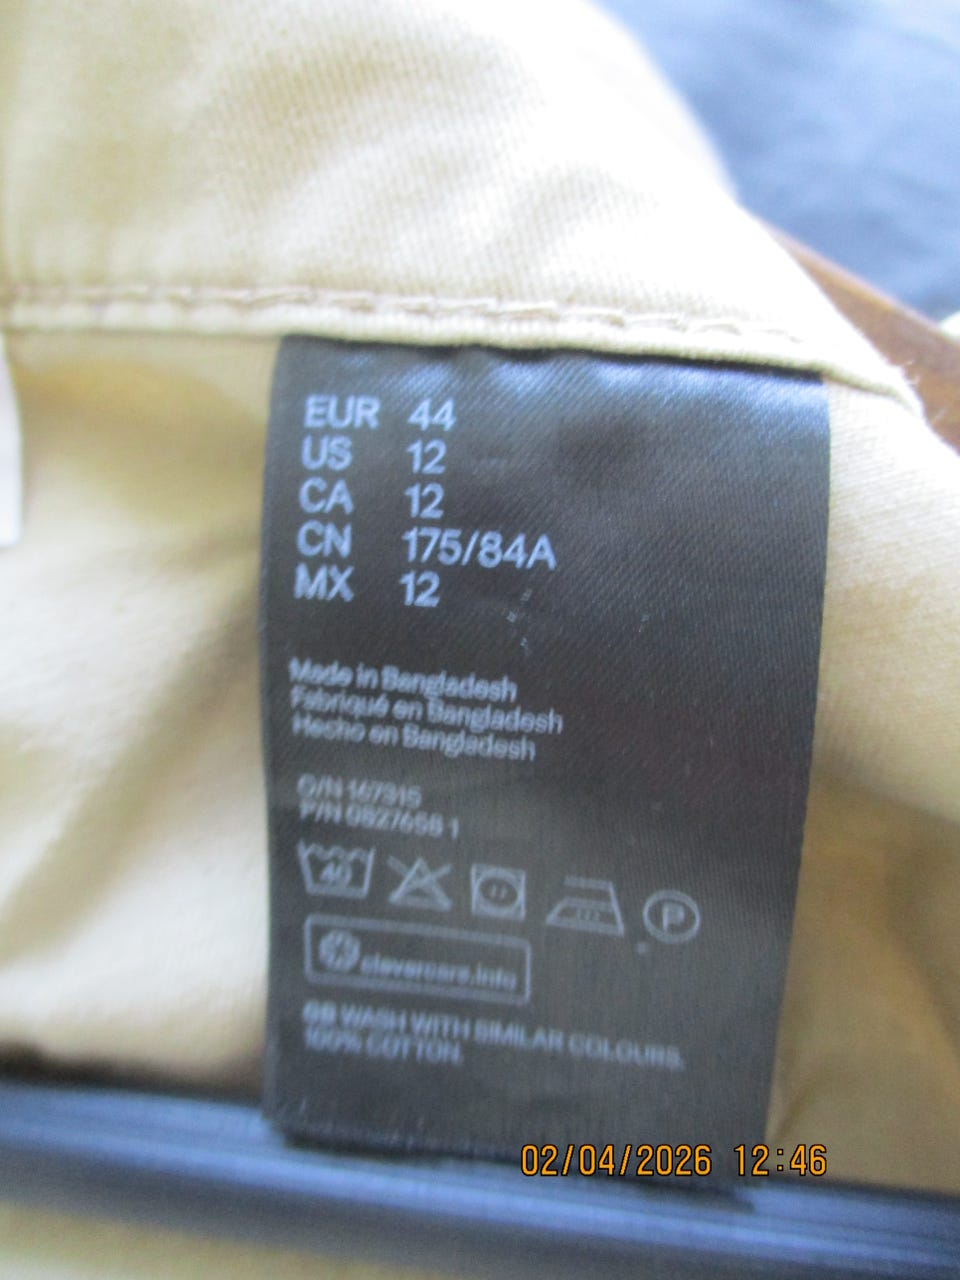 EUR 44
US 12
CA 12
CN 175/84A
MX 12
Made in Bangladesh
Fabriqué en Bangladesh
Hecho en Bangladesh
O/N 167315
P/N 0827658 1
40
P
clevercare.info
GB WASH WITH SIMILAR COLOURS.
100% COTTON
02/04/2026 12:46